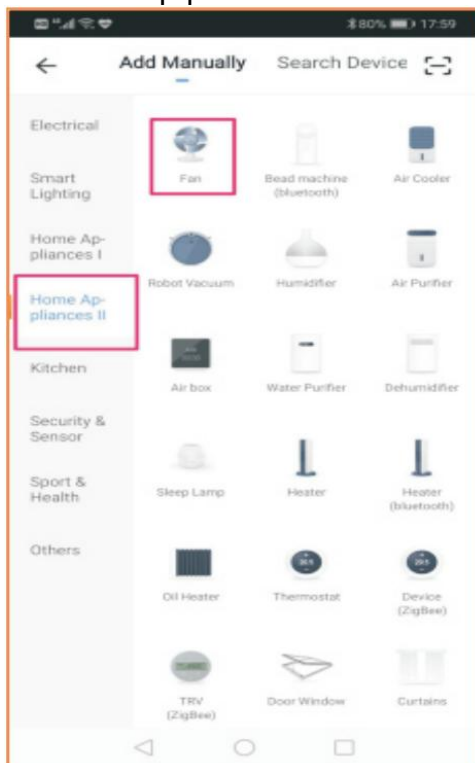 80% 17:59
Add Manually Search Device
Electrical
Smart
Lighting
Home Ap-
pliances I
Home Ap-
pliances II
Kitchen
Security &
Sensor
Sport &
Health
Others
Fan
Bead machine
(bluetooth)
Air Cooler
Robot Vacuum
Humidifier
Air Purifier
Air box
Water Purifier
Dehumidifier
Sleep Lamp
Heater
Heater
(bluetooth)
Oil Heater
Thermostat
Device
(ZigBee)
TRV
(ZigBee)
Door Window
Curtains